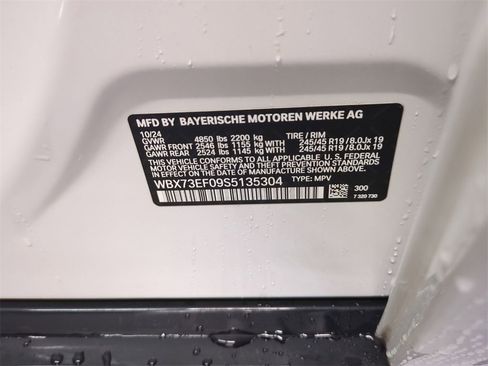 MFD BY BAYERISCHE MOTOREN WERKE AG
10/24 TIRE / RIM
GVWR 4850 lbs 2200 kg
GAWR FRONT 2546 lbs 1155 kg 245/45 R19 / 8.0Jx 19
GAWR REAR 2524 lbs 1145 kg 245/45 R19 / 8.0Jx 19
THIS VEHICLE CONFORMS TO ALL APPLICABLE U.S. FEDERAL
MOTOR VEHICLE SAFETY, BUMPER, AND THEFT PREVENTION STANDARDS
IN EFFECT ON THE DATE OF MANUFACTURE SHOWN ABOVE.
WBX73EF09S5135304 TYPE: MPV
300
7 320 730